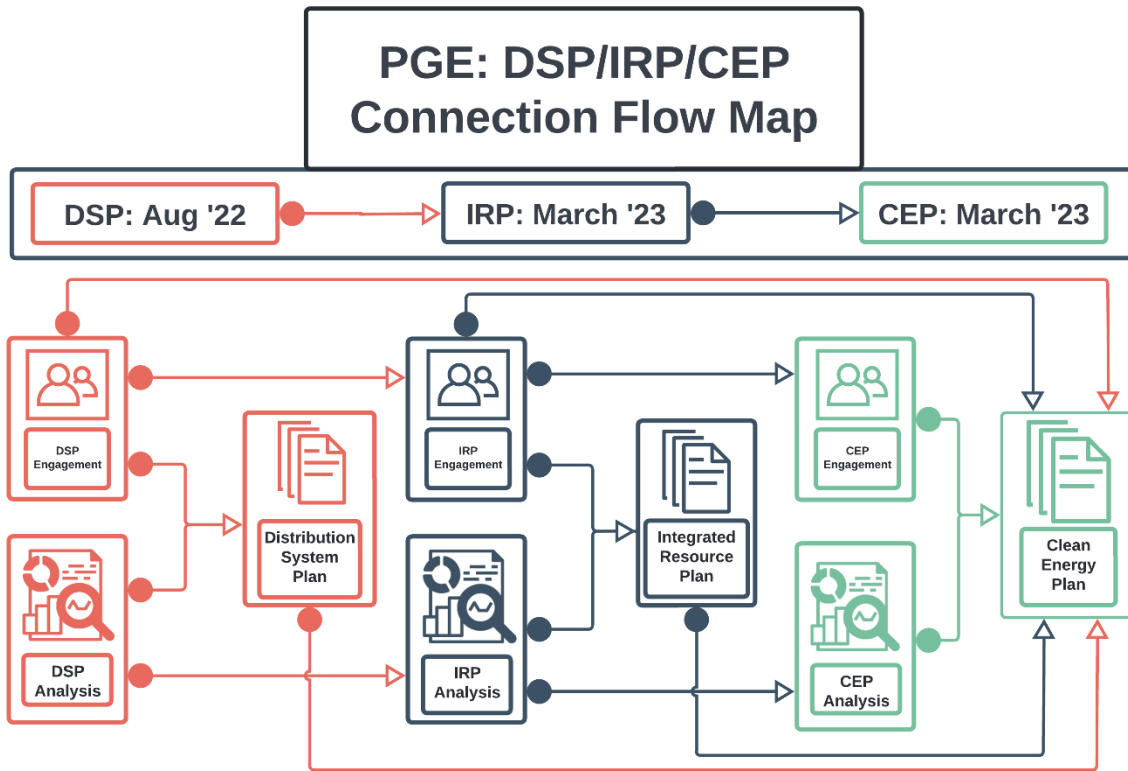 PGE: DSP/IRP/CEP
Connection Flow Map
DSP: Aug '22
IRP: March '23
CEP: March '23
DSP
Engagement
IRP
Engagement
CEP
Engagement
Distribution
System
Plan
Integrated
Resource
Plan
Clean
Energy
Plan
DSP
Analysis
IRP
Analysis
CEP
Analysis